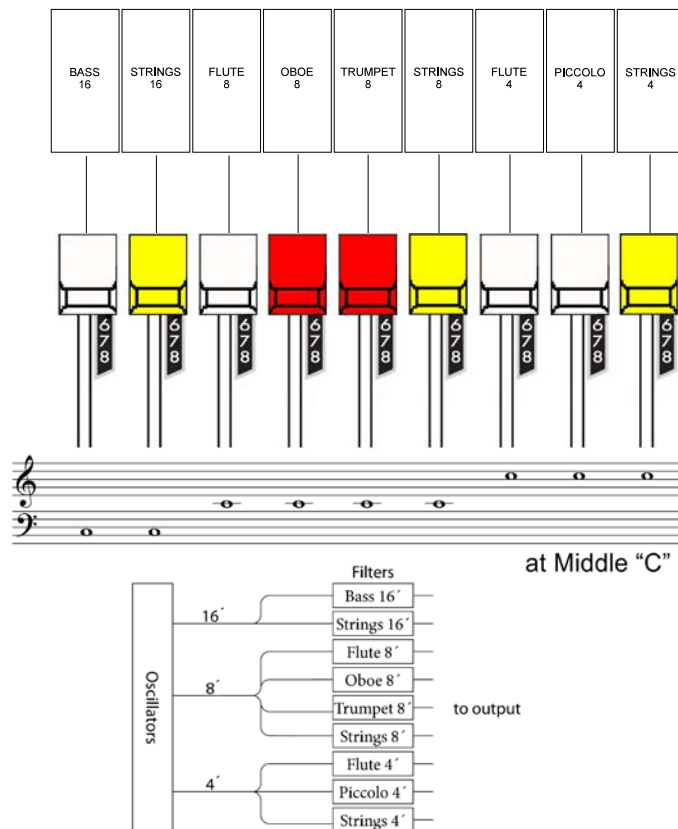 BASS
16
STRINGS
16
FLUTE
8
OBOE
8
TRUMPET
8
STRINGS
8
FLUTE
4
PICCOLO
4
STRINGS
4
678
678
678
678
678
678
678
678
678
at Middle “C”
Filters
Oscillators
16´
Bass 16´
Strings 16´
8´
Flute 8´
Oboe 8´
Trumpet 8´
Strings 8´
to output
4´
Flute 4´
Piccolo 4´
Strings 4´